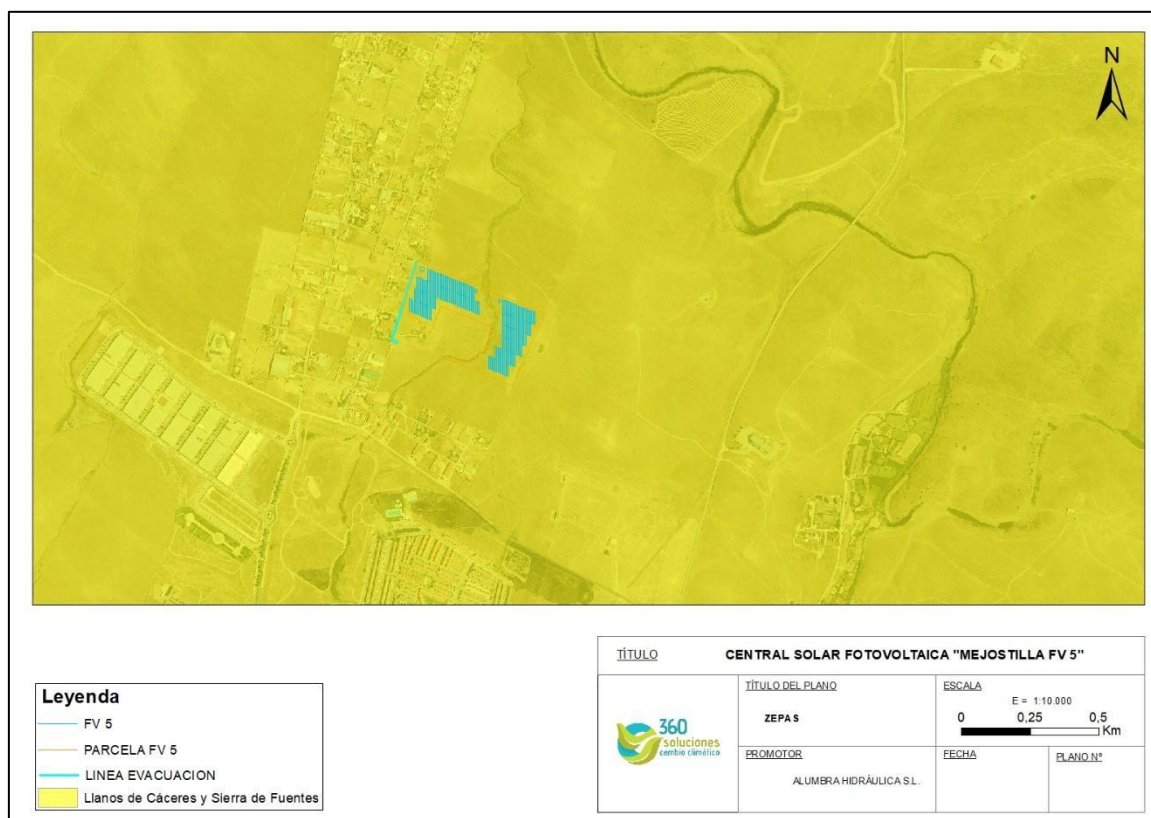 N
Leyenda
FV 5
PARCELA FV 5
LINEA EVACUACION
Llanos de Cáceres y Sierra de Fuentes
TÍTULO
CENTRAL SOLAR FOTOVOLTAICA "MEJOSTILLA FV 5"
360
soluciones
cambio climático
TÍTULO DEL PLANO
ZEPAS
ESCALA
E = 1:10.000
0 0,25 0,5
Km
PROMOTOR
ALUMBRA HIDRÁULICA S.L.
FECHA
PLANO Nº